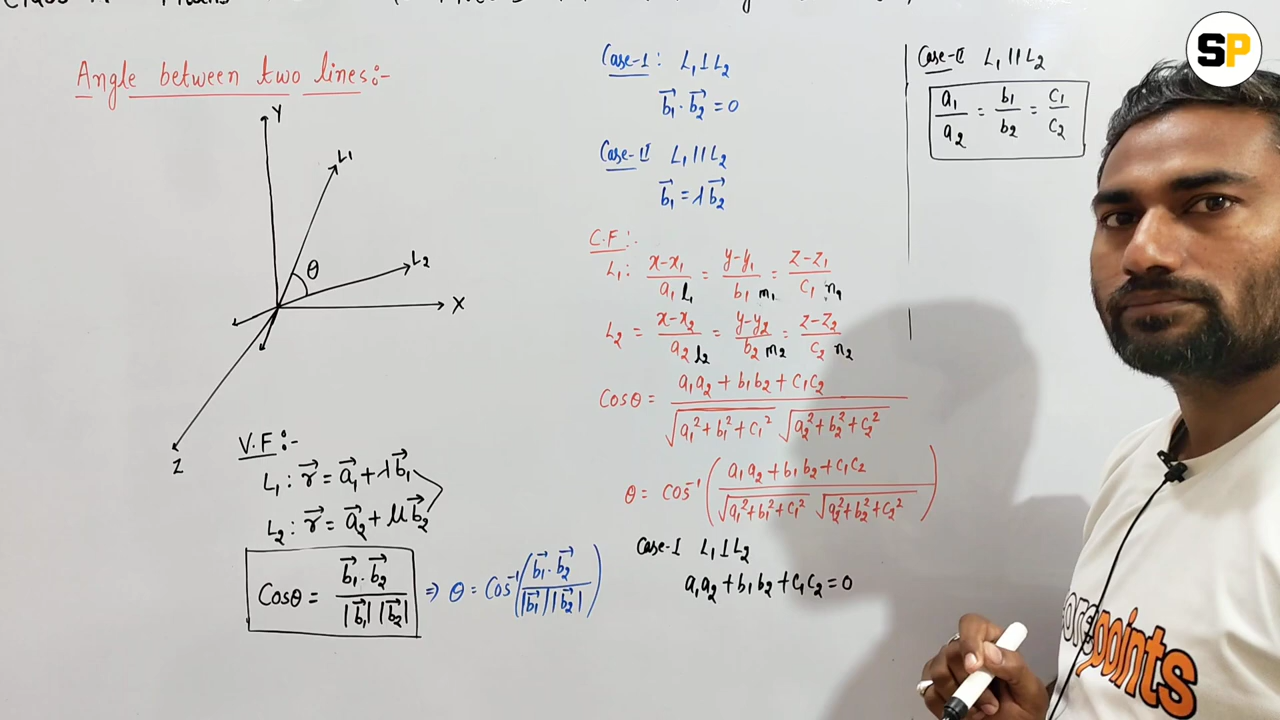 Angle between two lines:-
Y
L₁
θ
L₂
X
Z
V.F:-
L₁ : r⃗ = a⃗₁ + λb⃗₁
L₂ : r⃗ = a⃗₂ + μb⃗₂
Cosθ = b⃗₁ . b⃗₂ / |b⃗₁| |b⃗₂| ⇒ θ = Cos⁻¹(b⃗₁ . b⃗₂ / |b⃗₁| |b⃗₂|)
Case-I : L₁ ⊥ L₂
b⃗₁ . b⃗₂ = 0
Case-II L₁ || L₂
b⃗₁ = λb⃗₂
C.F:-
L₁ : x-x₁ / a₁ l₁ = y-y₁ / b₁ m₁ = z-z₁ / c₁ n₁
L₂ = x-x₂ / a₂ l₂ = y-y₂ / b₂ m₂ = z-z₂ / c₂ n₂
Cosθ = a₁a₂ + b₁b₂ + c₁c₂ / √(a₁² + b₁² + c₁²) √(a₂² + b₂² + c₂²)
θ = cos⁻¹(a₁a₂ + b₁b₂ + c₁c₂ / √(a₁² + b₁² + c₁²) √(a₂² + b₂² + c₂²))
Case-I L₁ ⊥ L₂
a₁a₂ + b₁b₂ + c₁c₂ = 0
Case-II L₁ || L₂
a₁/a₂ = b₁/b₂ = c₁/c₂
SP
points